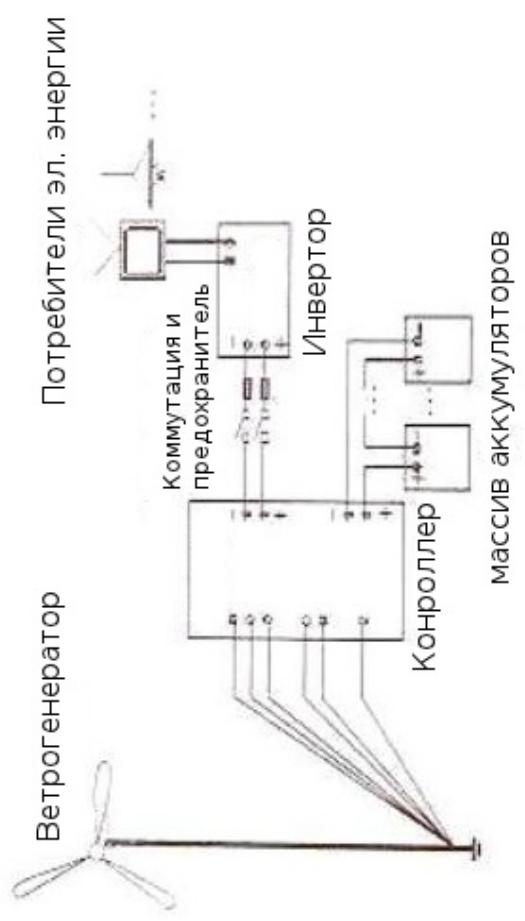 Ветрогенератор
Конроллер
Коммутация и
предохранитель
Инвертор
Потребители эл. энергии
массив аккумуляторов